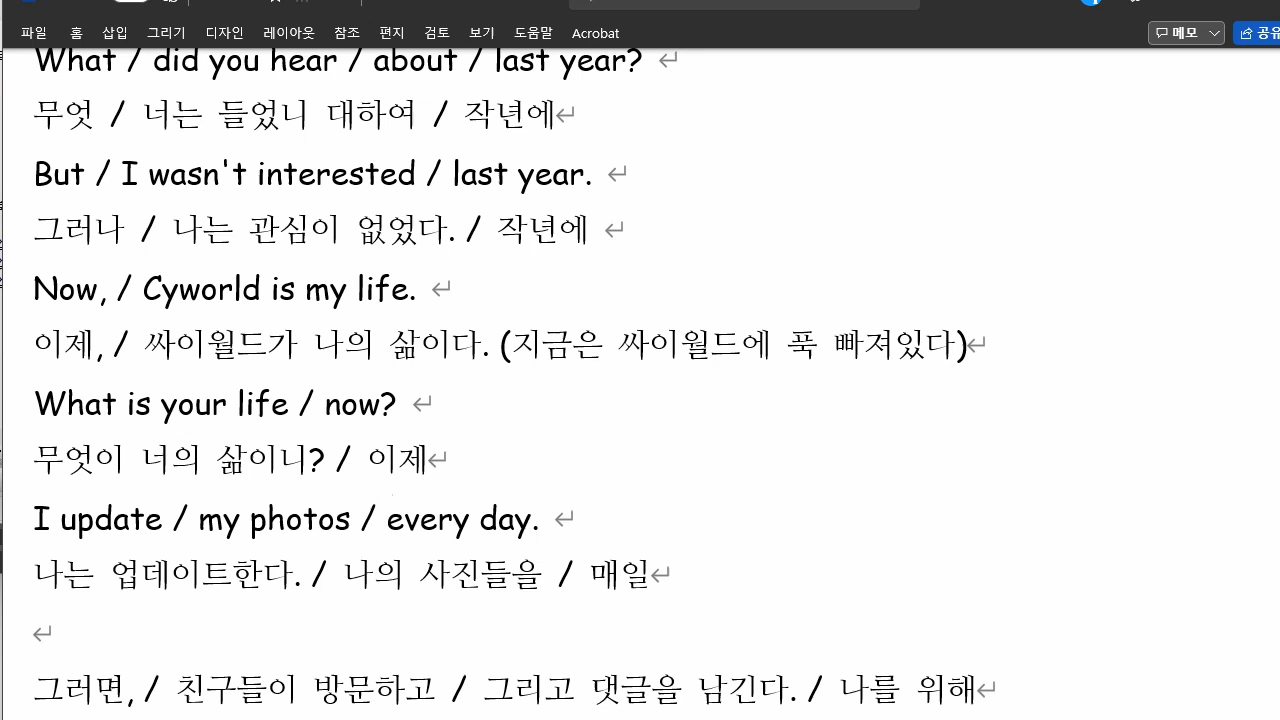 파일 홈 삽입 그리기 디자인 레이아웃 참조 편지 검토 보기 도움말 Acrobat 메모 공유
What / did you hear / about / last year?
무엇 / 너는 들었니 대하여 / 작년에
But / I wasn't interested / last year.
그러나 / 나는 관심이 없었다. / 작년에
Now, / Cyworld is my life.
이제, / 싸이월드가 나의 삶이다. (지금은 싸이월드에 푹 빠져있다)
What is your life / now?
무엇이 너의 삶이니? / 이제
I update / my photos / every day.
나는 업데이트한다. / 나의 사진들을 / 매일
그러면, / 친구들이 방문하고 / 그리고 댓글을 남긴다. / 나를 위해